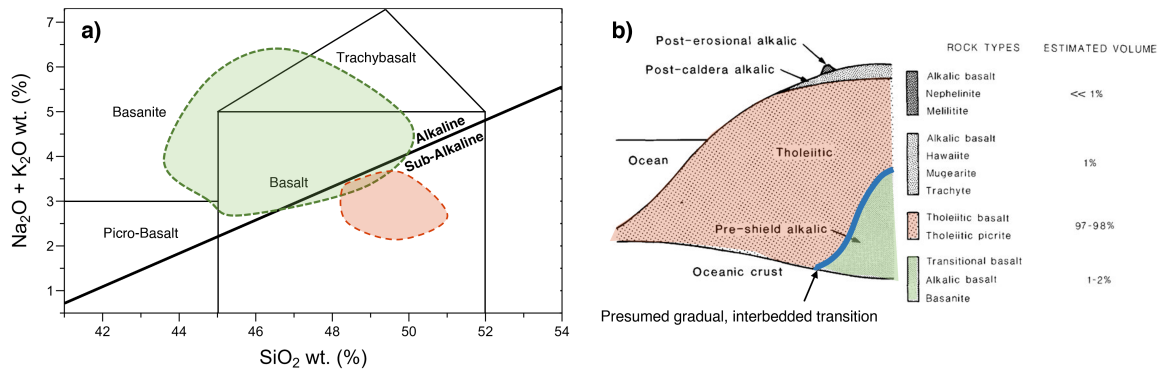 a)
Na2O + K2O wt. (%)
7
6
5
4
3
2
1
Trachybasalt
Basanite
Alkaline
Sub-Alkaline
Basalt
Picro-Basalt
42 44 46 48 50 52 54
SiO2 wt. (%)
b)
Post-erosional alkalic
Post-caldera alkalic
Ocean
Tholeiitic
Pre-shield alkalic
Oceanic crust
Presumed gradual, interbedded transition
ROCK TYPES ESTIMATED VOLUME
Alkalic basalt
Nephelinite << 1%
Melilitite
Alkalic basalt
Hawaiite 1%
Mugearite
Trachyte
Tholeiitic basalt 97-98%
Tholeiitic picrite
Transitional basalt
Alkalic basalt 1-2%
Basanite